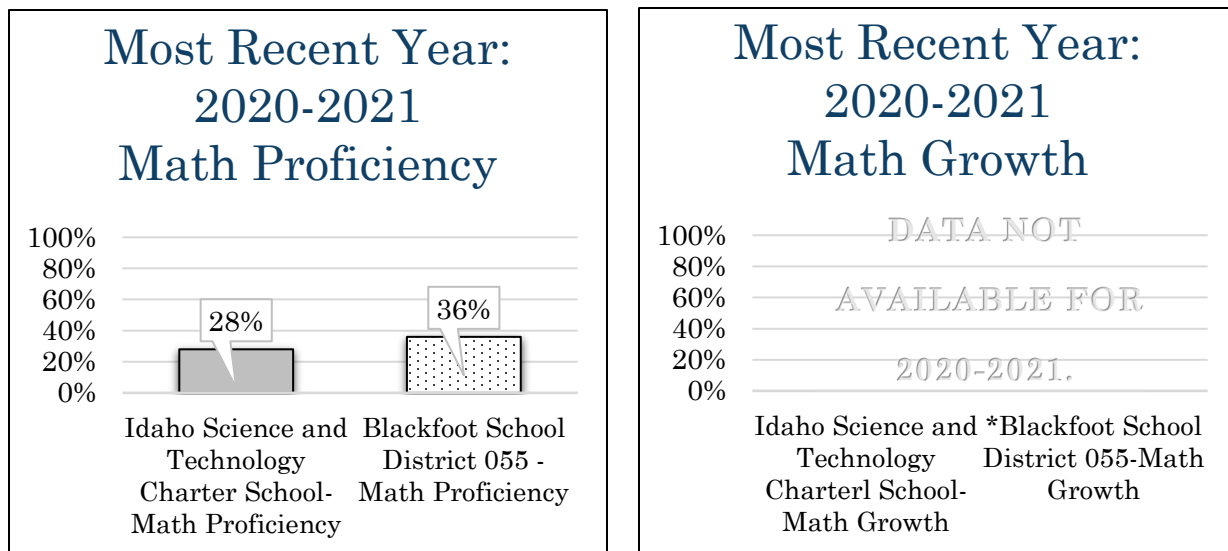 Most Recent Year:
2020-2021
Math Proficiency
100%
80%
60%
40%
20%
0%
28%
36%
Idaho Science and
Technology
Charter School-
Math Proficiency
Blackfoot School
District 055 -
Math Proficiency
Most Recent Year:
2020-2021
Math Growth
100%
80%
60%
40%
20%
0%
DATA NOT
AVAILABLE FOR
2020-2021.
Idaho Science and
Technology
Charterl School-
Math Growth
*Blackfoot School
District 055-Math
Growth